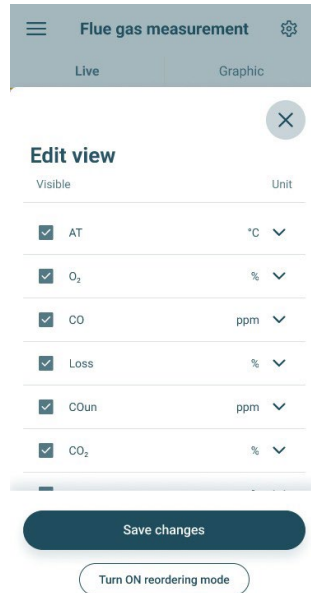 Flue gas measurement
Live Graphic
Edit view
Visible Unit
AT °C
O₂ %
CO ppm
Loss %
COun ppm
CO₂ %
Save changes
Turn ON reordering mode